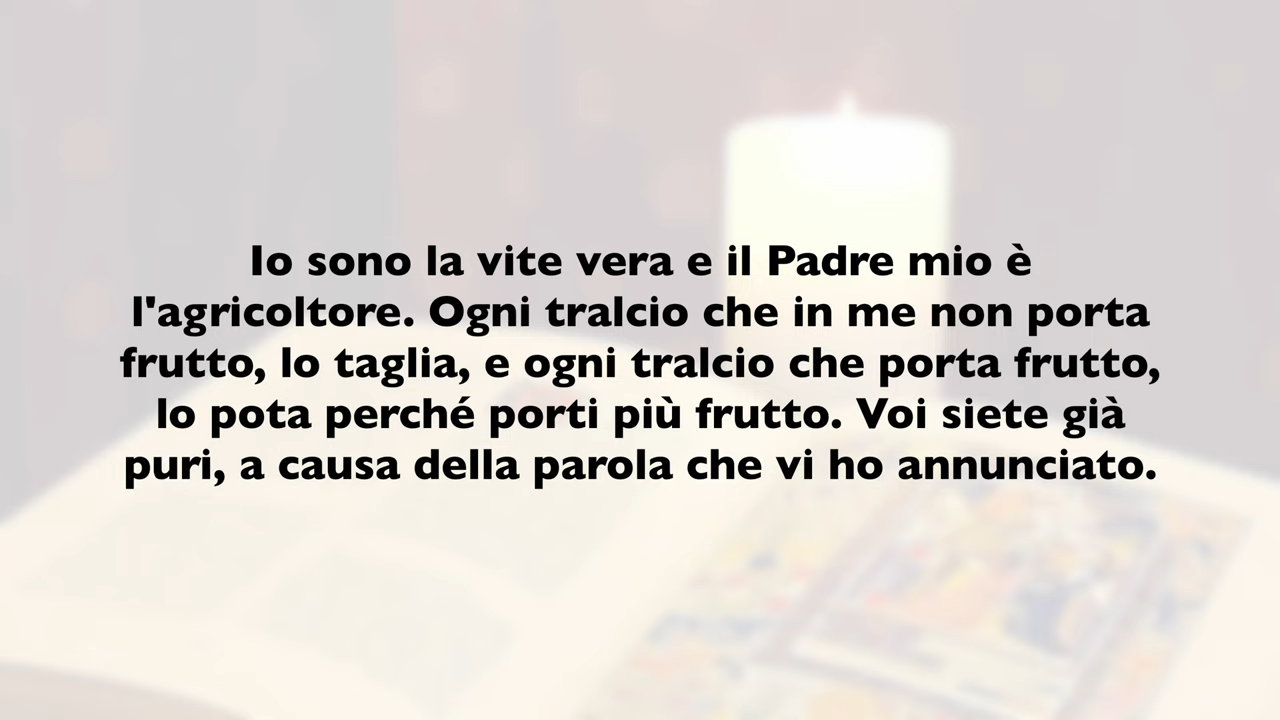 Io sono la vite vera e il Padre mio è
l'agricoltore. Ogni tralcio che in me non porta
frutto, lo taglia, e ogni tralcio che porta frutto,
lo pota perché porti più frutto. Voi siete già
puri, a causa della parola che vi ho annunciato.